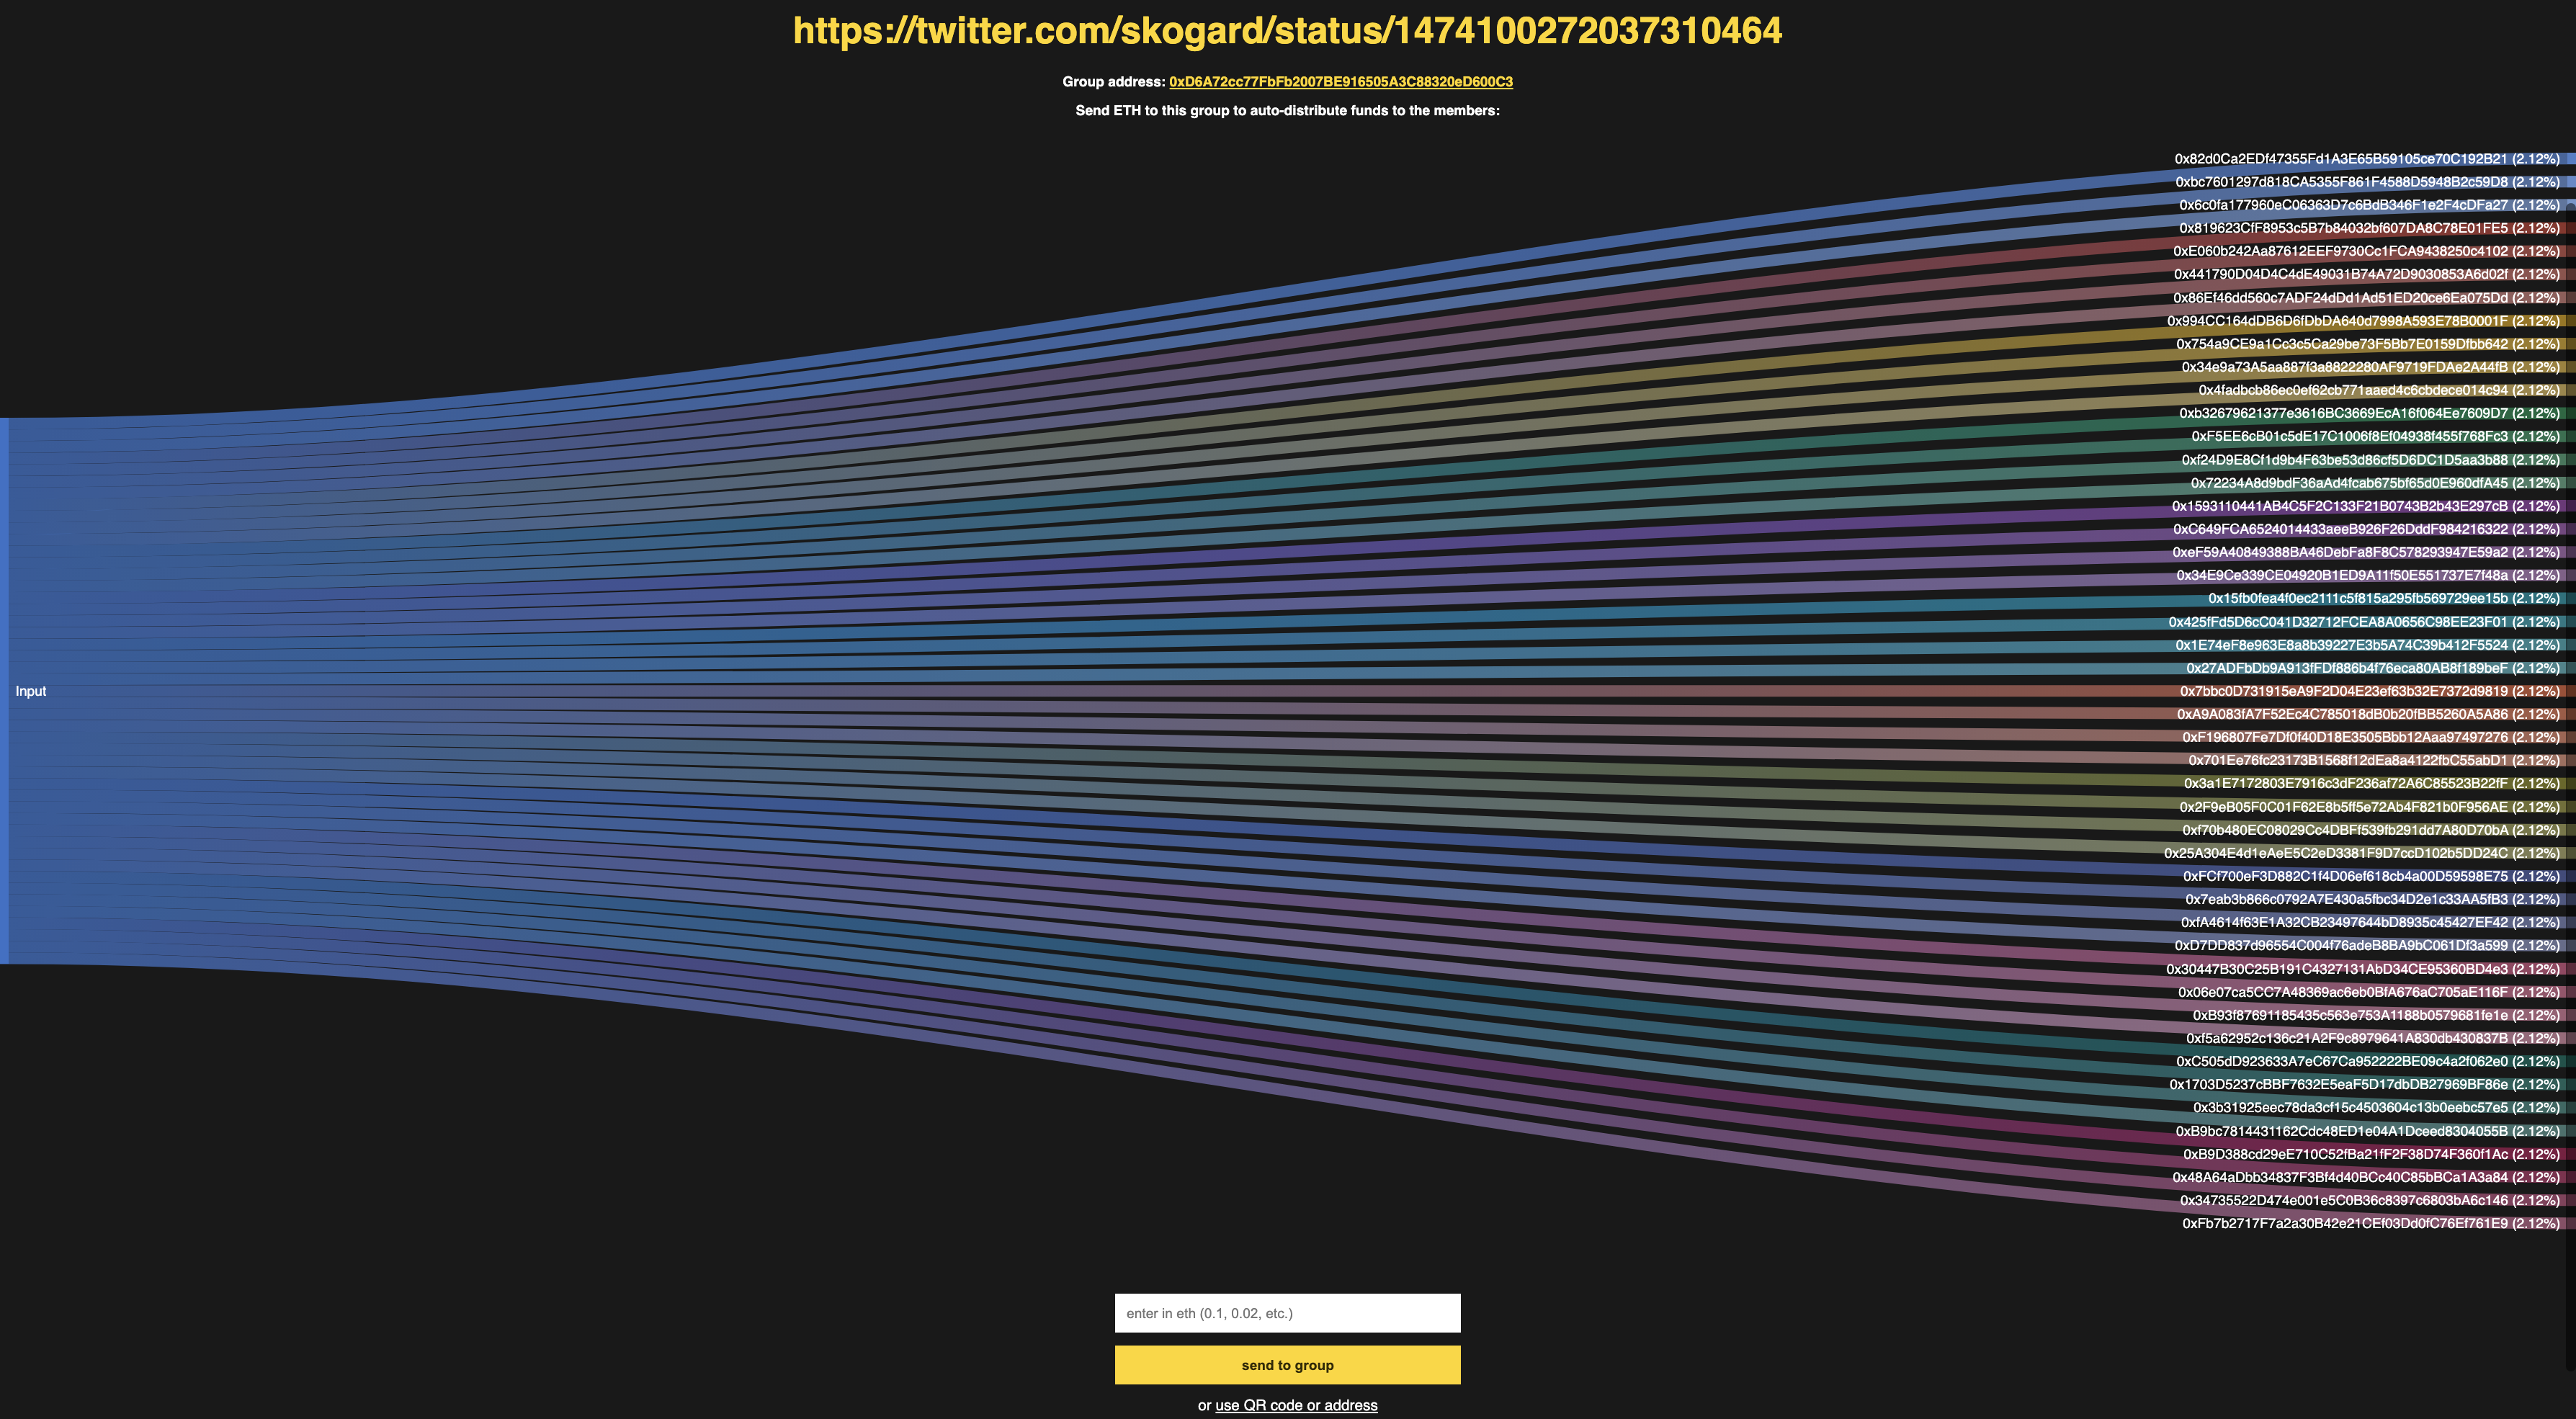 https://twitter.com/skogard/status/1474100272037310464
Group address: 0xD6A72cc77FbFb2007BE916505A3C88320eD600C3
Send ETH to this group to auto-distribute funds to the members:
0x82d0Ca2EDf47355Fd1A3E65B59105ce70C192B21 (2.12%)
0xbc7601297d818CA5355F861F4588D5948B2c59D8 (2.12%)
0x6c0fa177960eC06363D7c6BdB346F1e2F4cDFa27 (2.12%)
0x819623CfF8953c5B7b84032bf607DA8C78E01FE5 (2.12%)
0xE060b242Aa87612EEF9730Cc1FCA9438250c4102 (2.12%)
0x441790D04D4C4dE49031B74A72D9030853A6d02f (2.12%)
0x86Ef46dd560c7ADF24dDd1Ad51ED20ce6Ea075Dd (2.12%)
0x994CC164dDB6D6fDbDA640d7998A593E78B0001F (2.12%)
0x754a9CE9a1Cc3c5Ca29be73F5Bb7E0159Dfbb642 (2.12%)
0x34e9a73A5aa887f3a8822280AF9719FDAe2A44fB (2.12%)
0x4fadbcb86ec0ef62cb771aaed4c6cbdece014c94 (2.12%)
0xb32679621377e3616BC3669EcA16f064Ee7609D7 (2.12%)
0xF5EE6cB01c5dE17C1006f8Ef04938f455f768Fc3 (2.12%)
0xf24D9E8Cf1d9b4F63be53d86cf5D6DC1D5aa3b88 (2.12%)
0x72234A8d9bdF36aAd4fcab675bf65d0E960dfA45 (2.12%)
0x1593110441AB4C5F2C133F21B0743B2b43E297cB (2.12%)
0xC649FCA6524014433aeeB926F26DddF984216322 (2.12%)
0xeF59A40849388BA46DebFa8F8C578293947E59a2 (2.12%)
0x34E9Ce339CE04920B1ED9A11f50E551737E7f48a (2.12%)
0x15fb0fea4f0ec2111c5f815a295fb569729ee15b (2.12%)
0x425fFd5D6cC041D32712FCEA8A0656C98EE23F01 (2.12%)
0x1E74eF8e963E8a8b39227E3b5A74C39b412F5524 (2.12%)
0x27ADFbDb9A913fFDf886b4f76eca80AB8f189beF (2.12%)
Input
0x7bbc0D731915eA9F2D04E23ef63b32E7372d9819 (2.12%)
0xA9A083fA7F52Ec4C785018dB0b20fBB5260A5A86 (2.12%)
0xF196807Fe7Df0f40D18E3505Bbb12Aaa97497276 (2.12%)
0x701Ee76fc23173B1568f12dEa8a4122fbC55abD1 (2.12%)
0x3a1E7172803E7916c3dF236af72A6C85523B22fF (2.12%)
0x2F9eB05F0C01F62E8b5ff5e72Ab4F821b0F956AE (2.12%)
0xf70b480EC08029Cc4DBFf539fb291dd7A80D70bA (2.12%)
0x25A304E4d1eAeE5C2eD3381F9D7ccD102b5DD24C (2.12%)
0xFCf700eF3D882C1f4D06ef618cb4a00D59598E75 (2.12%)
0x7eab3b866c0792A7E430a5fbc34D2e1c33AA5fB3 (2.12%)
0xfA4614f63E1A32CB23497644bD8935c45427EF42 (2.12%)
0xD7DD837d96554C004f76adeB8BA9bC061Df3a599 (2.12%)
0x30447B30C25B191C4327131AbD34CE95360BD4e3 (2.12%)
0x06e07ca5CC7A48369ac6eb0BfA676aC705aE116F (2.12%)
0xB93f87691185435c563e753A1188b0579681fe1e (2.12%)
0xf5a62952c136c21A2F9c8979641A830db430837B (2.12%)
0xC505dD923633A7eC67Ca952222BE09c4a2f062e0 (2.12%)
0x1703D5237cBBF7632E5eaF5D17dbDB27969BF86e (2.12%)
0x3b31925eec78da3cf15c4503604c13b0eebc57e5 (2.12%)
0xB9bc7814431162Cdc48ED1e04A1Dceed8304055B (2.12%)
0xB9D388cd29eE710C52fBa21fF2F38D74F360f1Ac (2.12%)
0x48A64aDbb34837F3Bf4d40BCc40C85bBCa1A3a84 (2.12%)
0x34735522D474e001e5C0B36c8397c6803bA6c146 (2.12%)
0xFb7b2717F7a2a30B42e21CEf03Dd0fC76Ef761E9 (2.12%)
enter in eth (0.1, 0.02, etc.)
send to group
or use QR code or address